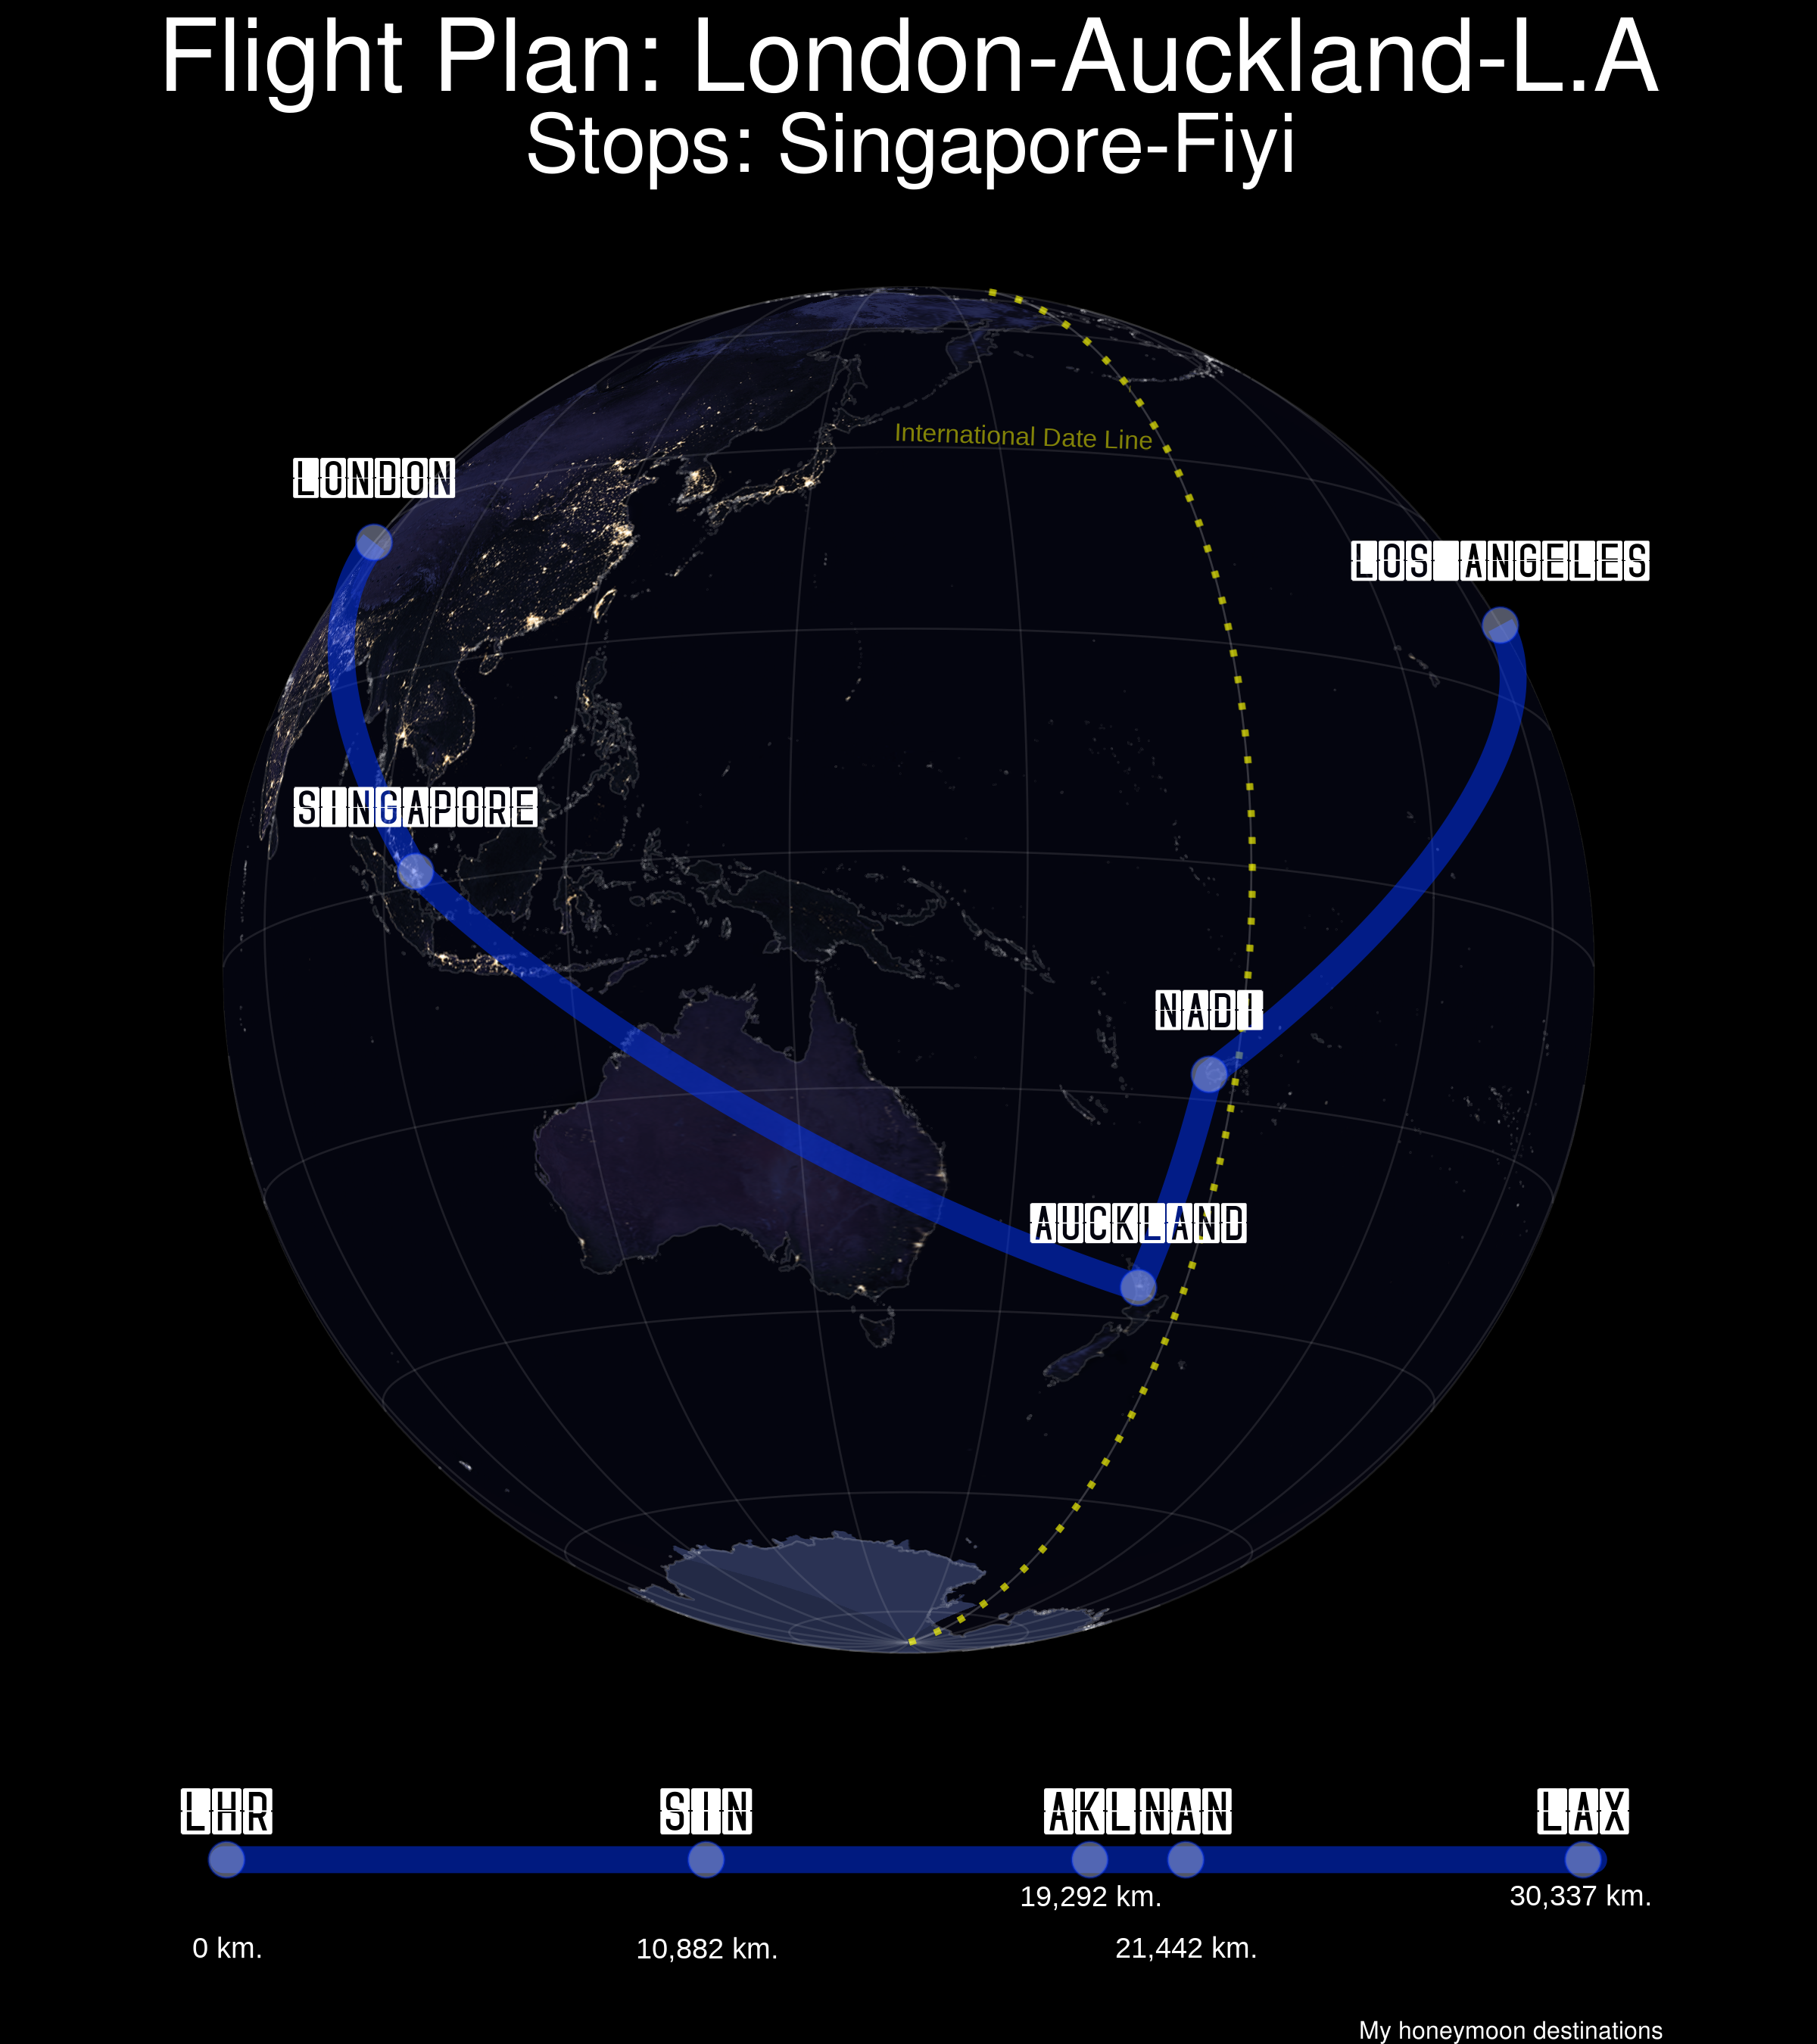 Flight Plan: London-Auckland-L.A
Stops: Singapore-Fiyi
International Date Line
LONDON
LOS ANGELES
SINGAPORE
NADI
AUCKLAND
LHR SIN AKL NAN LAX
19,292 km. 30,337 km.
0 km. 10,882 km. 21,442 km.
My honeymoon destinations